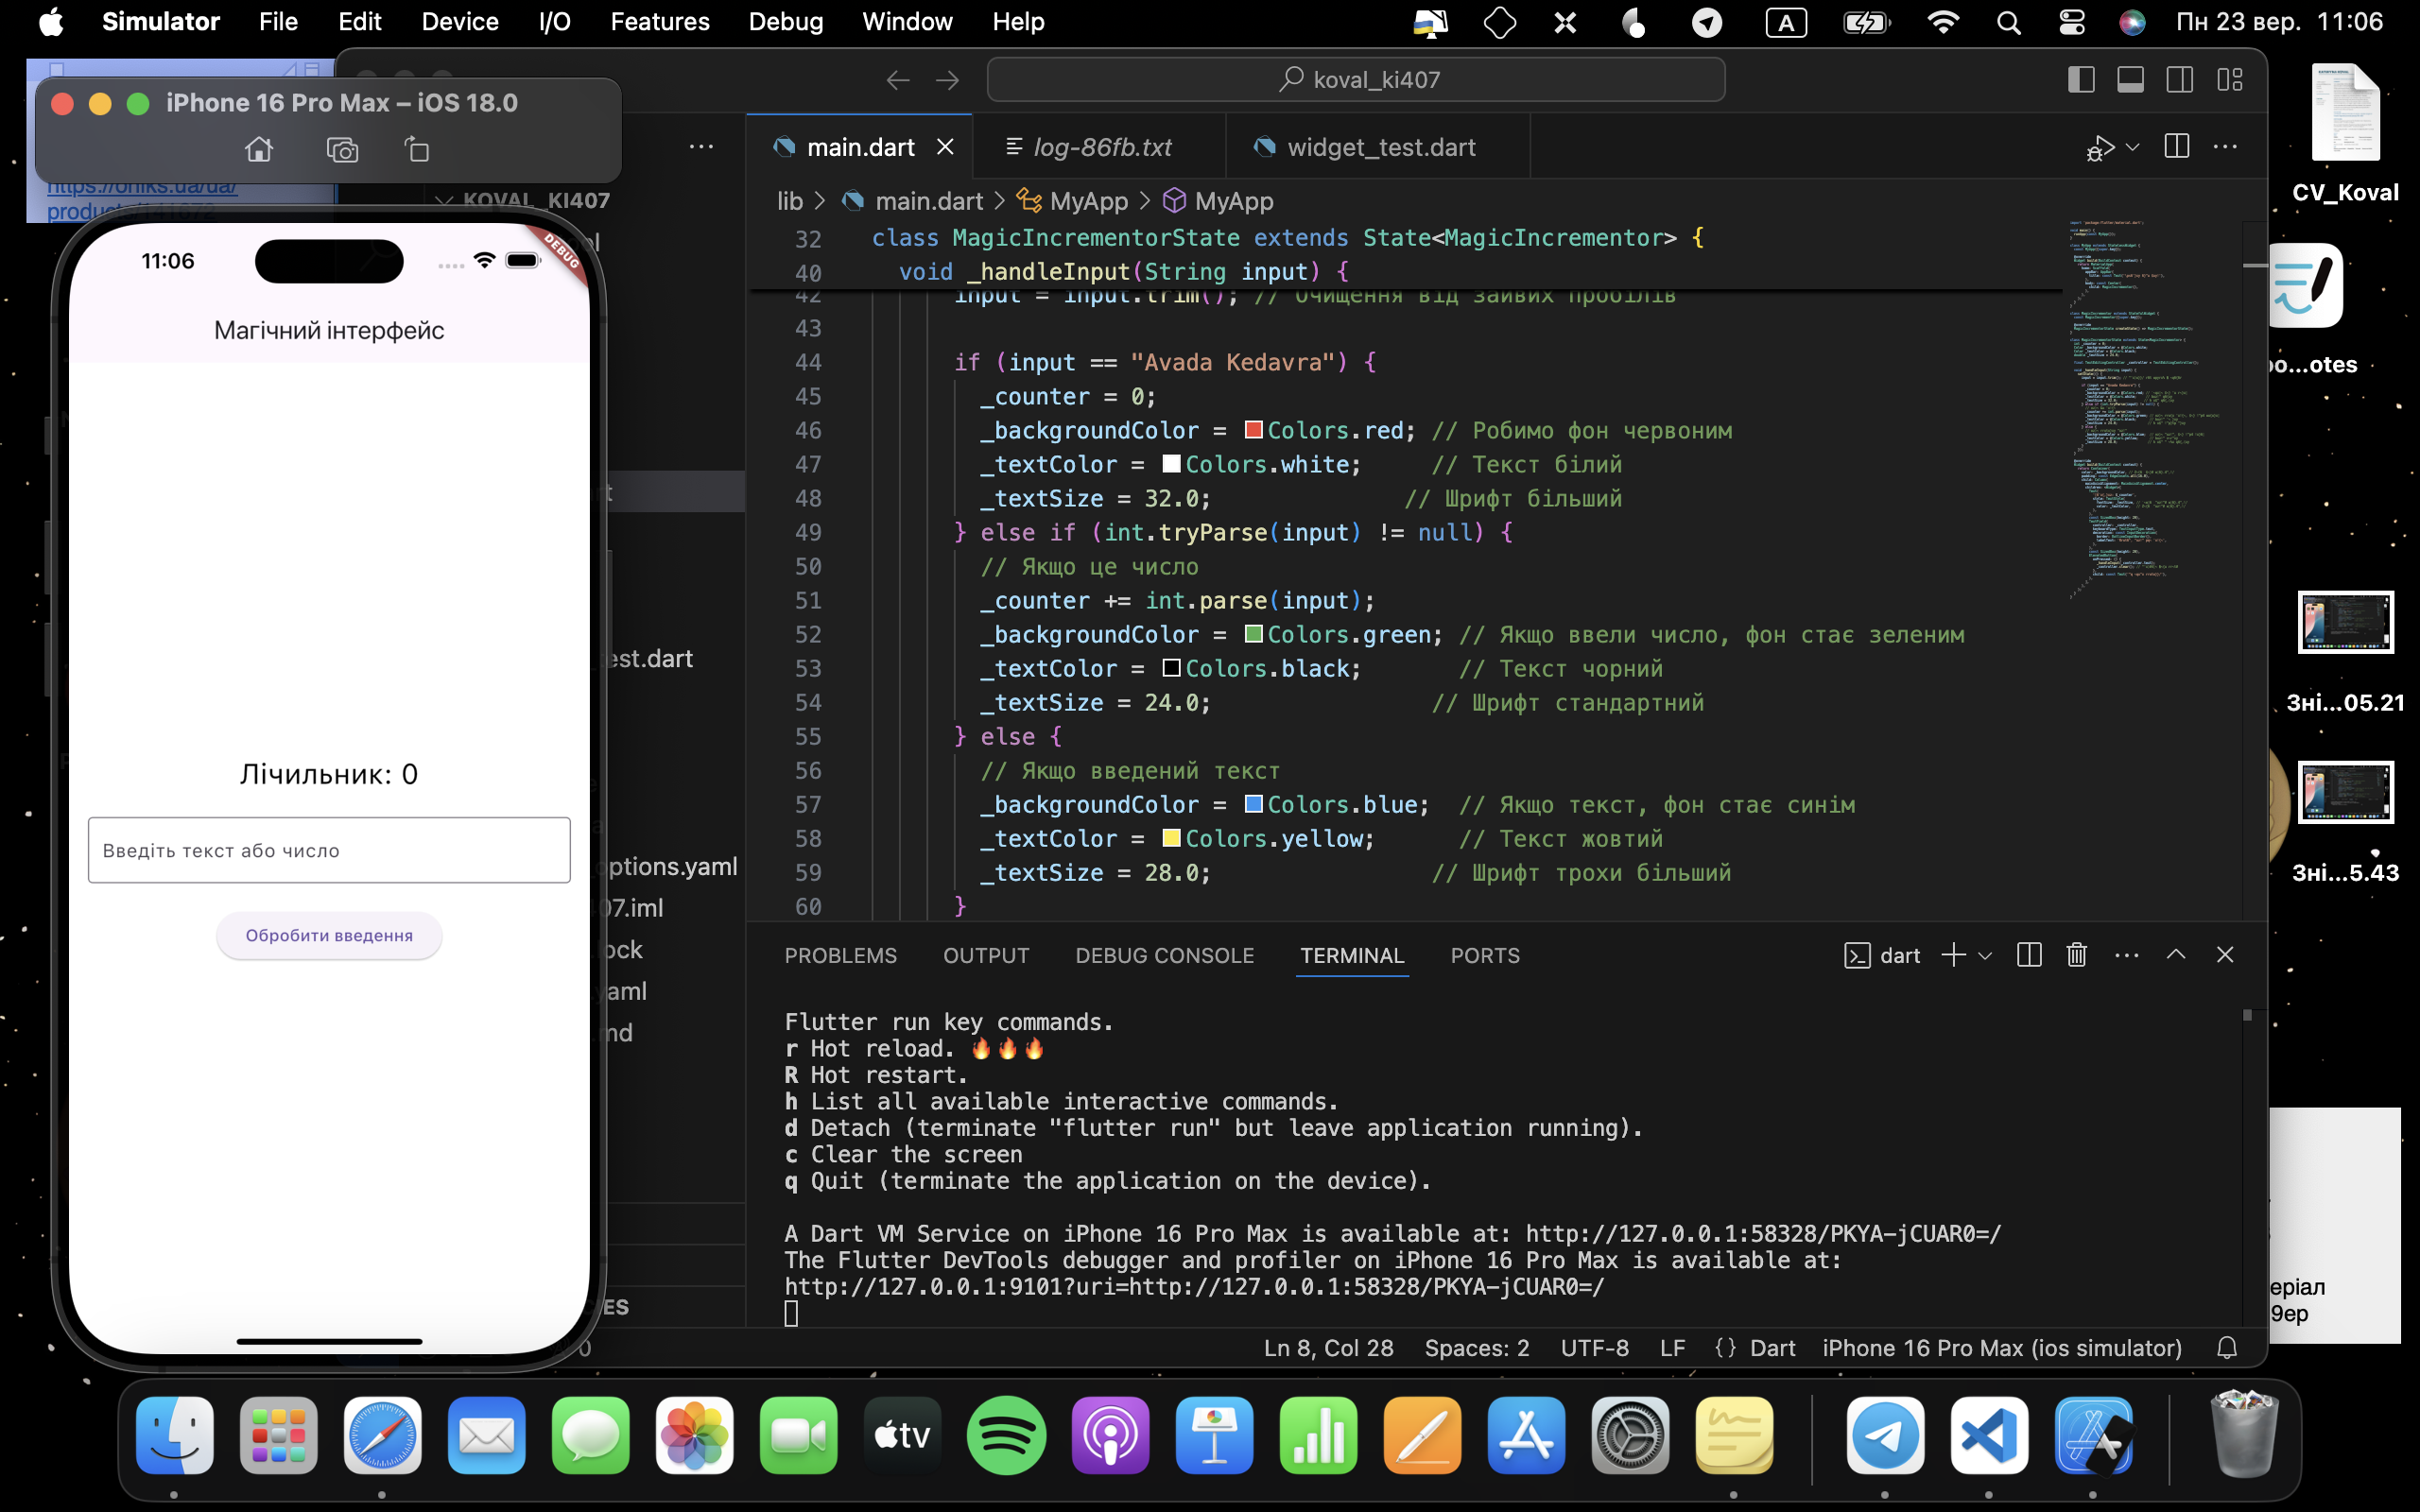 Simulator File Edit Device I/O Features Debug Window Help A Пн 23 вер. 11:06
iPhone 16 Pro Max – iOS 18.0
https://oniks.ua/ua/
11:06
DEBUG
Магічний інтерфейс
Лічильник: 0
Введіть текст або число
Обробити введення
KOVAL_KI407
est.dart
options.yaml
07.iml
ock
yaml
md
ES
0
koval_ki407
main.dart log-86fb.txt widget_test.dart
lib > main.dart > MyApp > MyApp
32 class MagicIncrementorState extends State<MagicIncrementor> {
40 void _handleInput(String input) {
42 input = input.trim(); // Очищення від зайвих пробілів
43
44 if (input == "Avada Kedavra") {
45 _counter = 0;
46 _backgroundColor = Colors.red; // Робимо фон червоним
47 _textColor = Colors.white; // Текст білий
48 _textSize = 32.0; // Шрифт більший
49 } else if (int.tryParse(input) != null) {
50 // Якщо це число
51 _counter += int.parse(input);
52 _backgroundColor = Colors.green; // Якщо ввели число, фон стає зеленим
53 _textColor = Colors.black; // Текст чорний
54 _textSize = 24.0; // Шрифт стандартний
55 } else {
56 // Якщо введений текст
57 _backgroundColor = Colors.blue; // Якщо текст, фон стає синім
58 _textColor = Colors.yellow; // Текст жовтий
59 _textSize = 28.0; // Шрифт трохи більший
60 }
PROBLEMS OUTPUT DEBUG CONSOLE TERMINAL PORTS dart
Flutter run key commands.
r Hot reload. 🔥🔥🔥
R Hot restart.
h List all available interactive commands.
d Detach (terminate "flutter run" but leave application running).
c Clear the screen
q Quit (terminate the application on the device).
A Dart VM Service on iPhone 16 Pro Max is available at: http://127.0.0.1:58328/PKYA-jCUAR0=/
The Flutter DevTools debugger and profiler on iPhone 16 Pro Max is available at:
http://127.0.0.1:9101?uri=http://127.0.0.1:58328/PKYA-jCUAR0=/
Ln 8, Col 28 Spaces: 2 UTF-8 LF {} Dart iPhone 16 Pro Max (ios simulator)
CV_Koval
oo...otes
Зні...05.21
Зні...5.43
еріал
9ер
tv